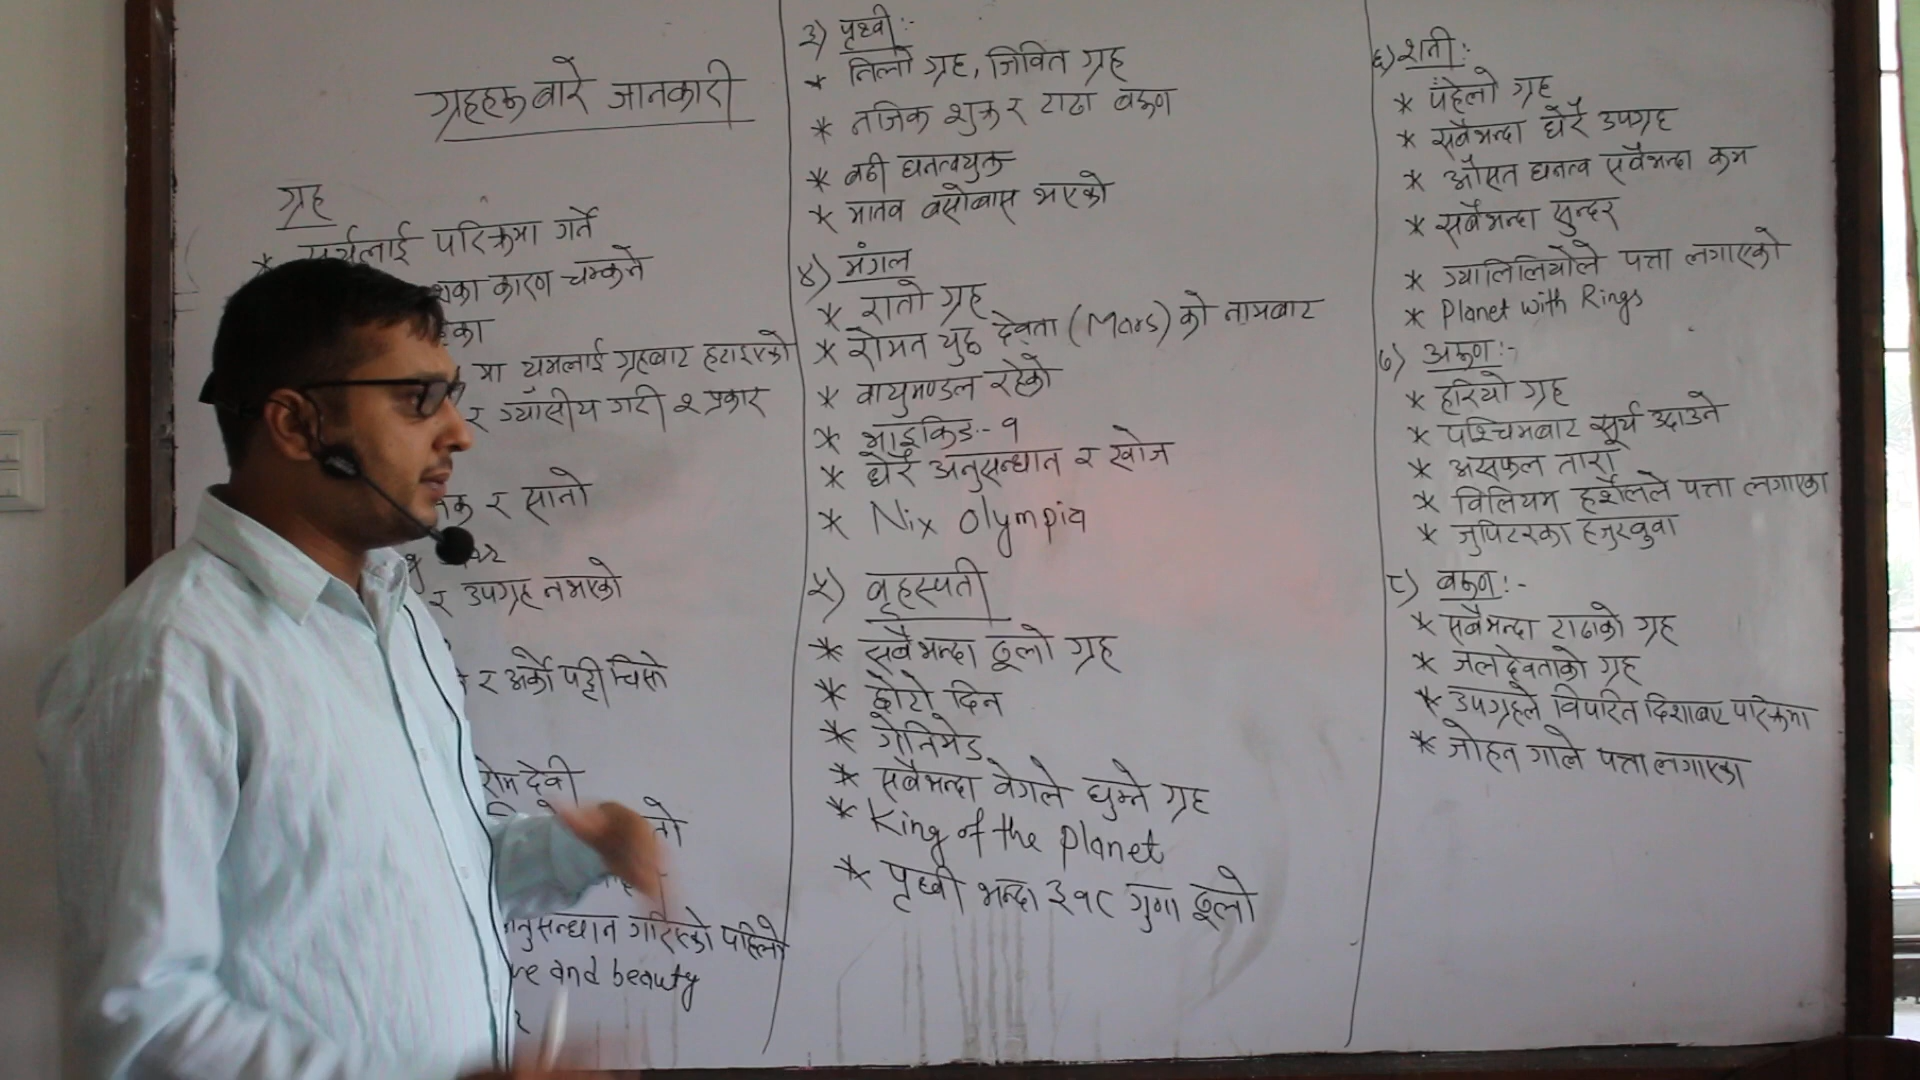 ग्रहहरू बारे जानकारी
ग्रह
* सूर्यलाई परिक्रमा गर्ने
का कारण चम्कने
मा यमलाई ग्रहबाट हटाइएको
र ग्याँसीय गरी २ प्रकार
र सानो
र उपग्रह नभएको
र अर्को पट्टी चिसो
रोम देवी
अनुसन्धान गरिएको पहिलो
and beauty
३) पृथ्वी :-
* निलो ग्रह, जिवित ग्रह
* नजिक शुक्र र टाढा वरूण
* बढी घनत्वयुक्त
* मानव बसोबास भएको
४) मंगल
* रातो ग्रह
* रोमन युद्ध देवता (Mars) को नामबाट
* वायुमण्डल रहेको
* भाइकिङ :- १
* धेरै अनुसन्धान र खोज
* Nix Olympia
५) वृहस्पती
* सबैभन्दा ठूलो ग्रह
* छोटो दिन
* गेनिमेड
* सबैभन्दा वेगले घुम्ने ग्रह
* King of the planet
* पृथ्वी भन्दा ३१८ गुणा ठूलो
६) शनी :
* पहेंलो ग्रह
* सबैभन्दा धेरै उपग्रह
* औसत घनत्व सबैभन्दा कम
* सबैभन्दा सुन्दर
* ग्यालिलियोले पत्ता लगाएको
* Planet with Rings
७) अरूण :-
* हरियो ग्रह
* पश्चिमबाट सूर्य उदाउने
* असफल तारा
* विलियम हर्शेलले पत्ता लगाएका
* जुपिटरका हजुरबुवा
८) वरूण :-
* सबैभन्दा टाढाको ग्रह
* जलदेवताको ग्रह
* उपग्रहले विपरित दिशाबाट परिक्रमा
* जोहन गाले पत्ता लगाएका